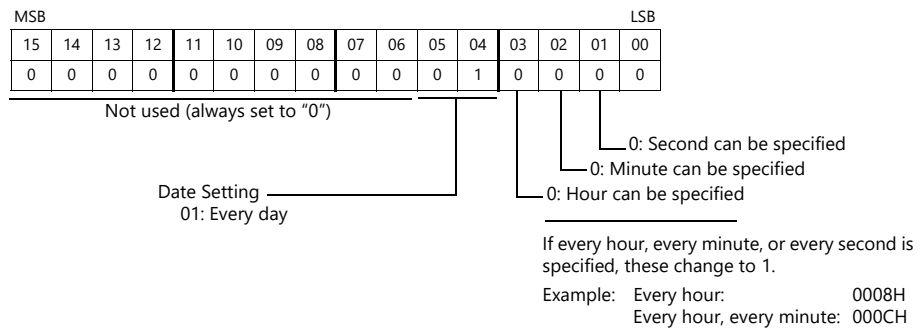 MSB LSB
15 14 13 12 11 10 09 08 07 06 05 04 03 02 01 00
0 0 0 0 0 0 0 0 0 0 0 1 0 0 0 0
Not used (always set to “0”)
0: Second can be specified
0: Minute can be specified
Date Setting
0: Hour can be specified
01: Every day
If every hour, every minute, or every second is
specified, these change to 1.
Example: Every hour: 0008H
Every hour, every minute: 000CH